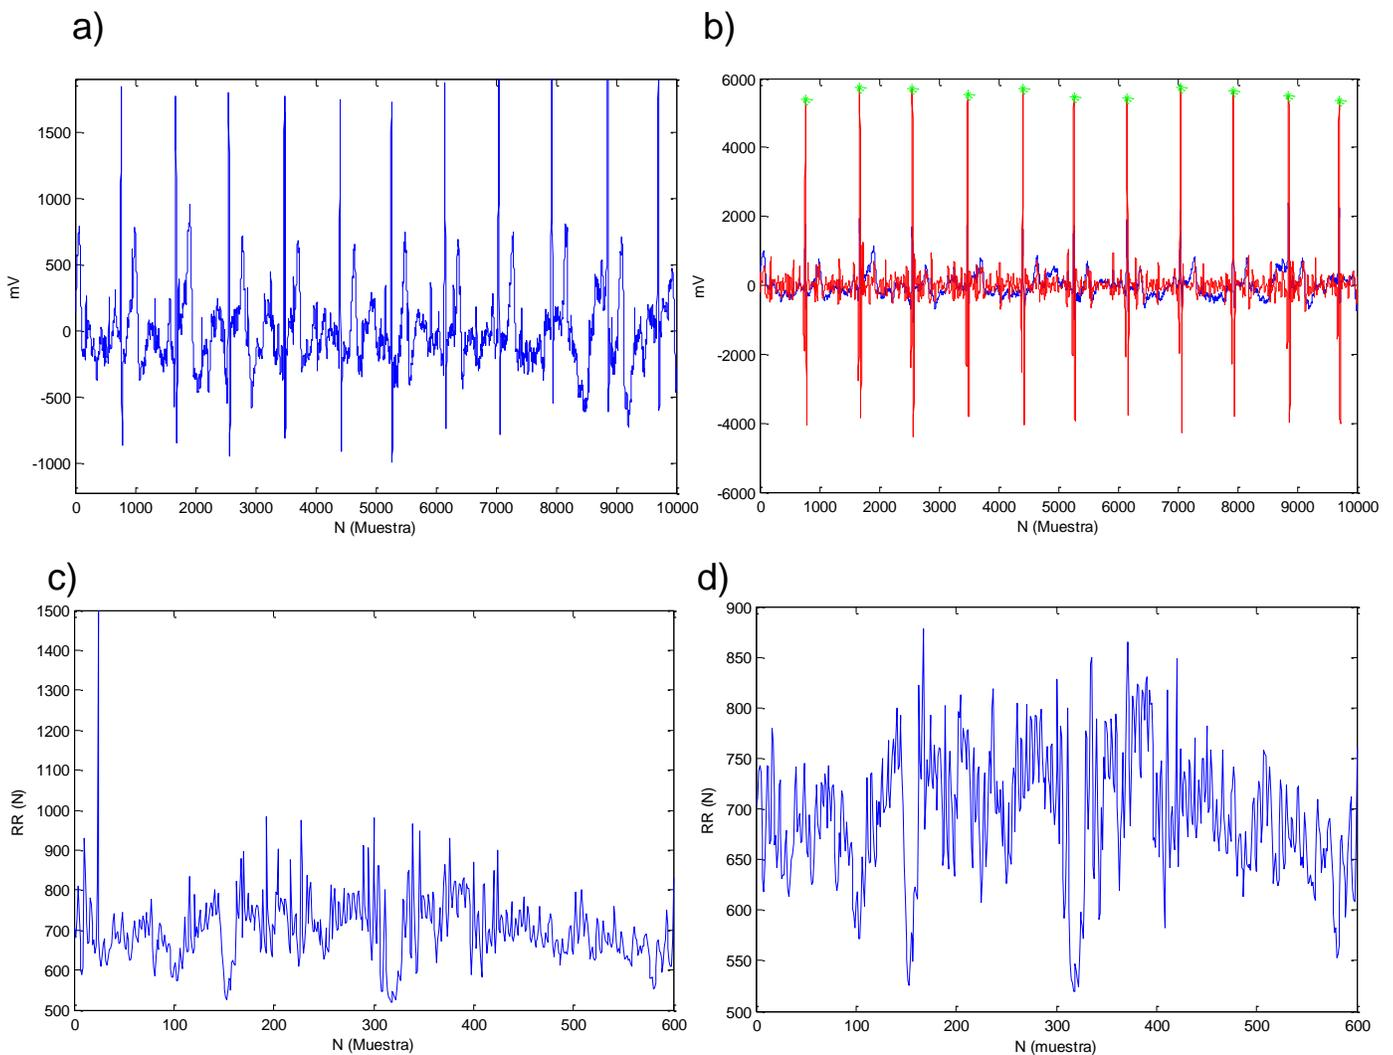 a)
1500
1000
500
0
-500
-1000
mV
0 1000 2000 3000 4000 5000 6000 7000 8000 9000 10000
N (Muestra)
b)
6000
4000
2000
0
-2000
-4000
-6000
mV
0 1000 2000 3000 4000 5000 6000 7000 8000 9000 10000
N (Muestra)
c)
1500
1400
1300
1200
1100
1000
900
800
700
600
500
RR (N)
0 100 200 300 400 500 600
N (Muestra)
d)
900
850
800
750
700
650
600
550
500
RR (N)
0 100 200 300 400 500 600
N (muestra)